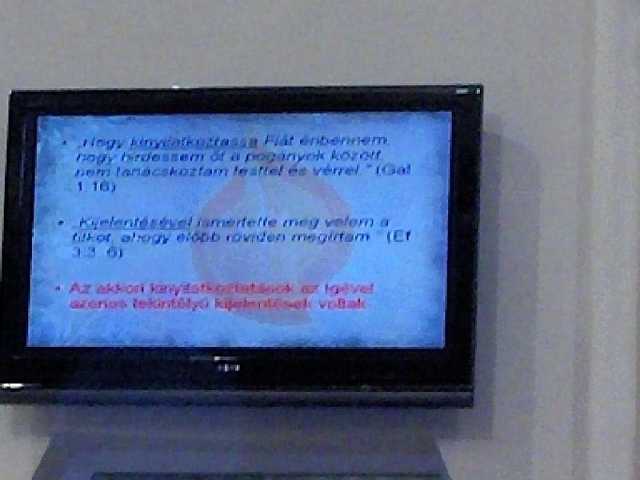 • „Hogy kinyilatkoztassa Fiát énbennem,
hogy hirdessem őt a pogányok között,
nem tanácskoztam testtel és vérrel.” (Gal
1,16)
• „Kijelentésével ismertette meg velem a
titkot, ahogy előbb röviden megírtam.” (Ef
3:3, 6)
• Az akkori kinyilatkoztatások az Igével
azonos tekintélyű kijelentések voltak